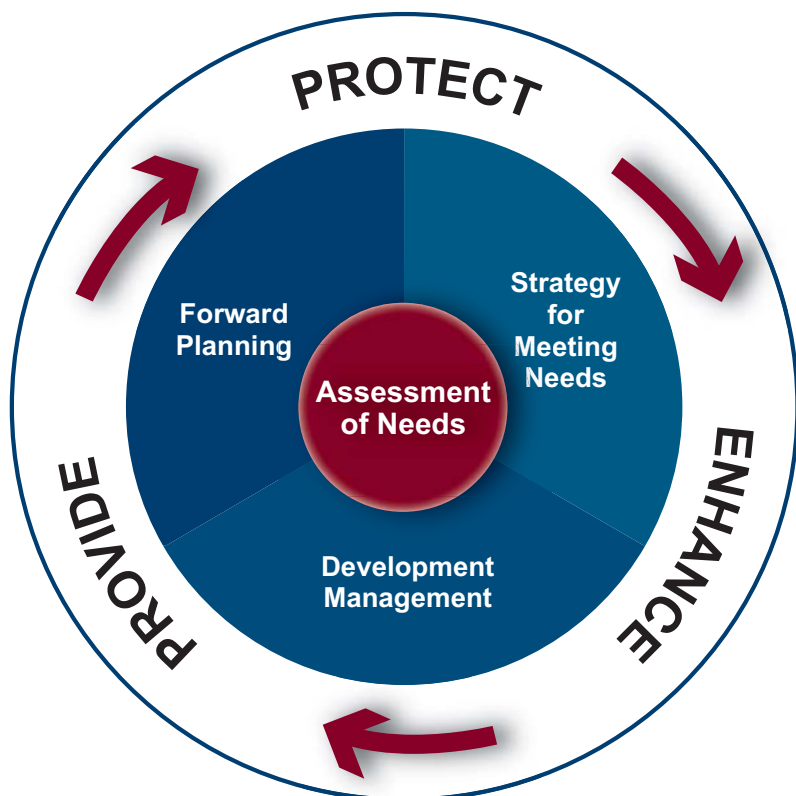 PROTECT
Forward
Planning
Strategy
for
Meeting
Needs
Assessment
of Needs
Development
Management
ENHANCE
PROVIDE